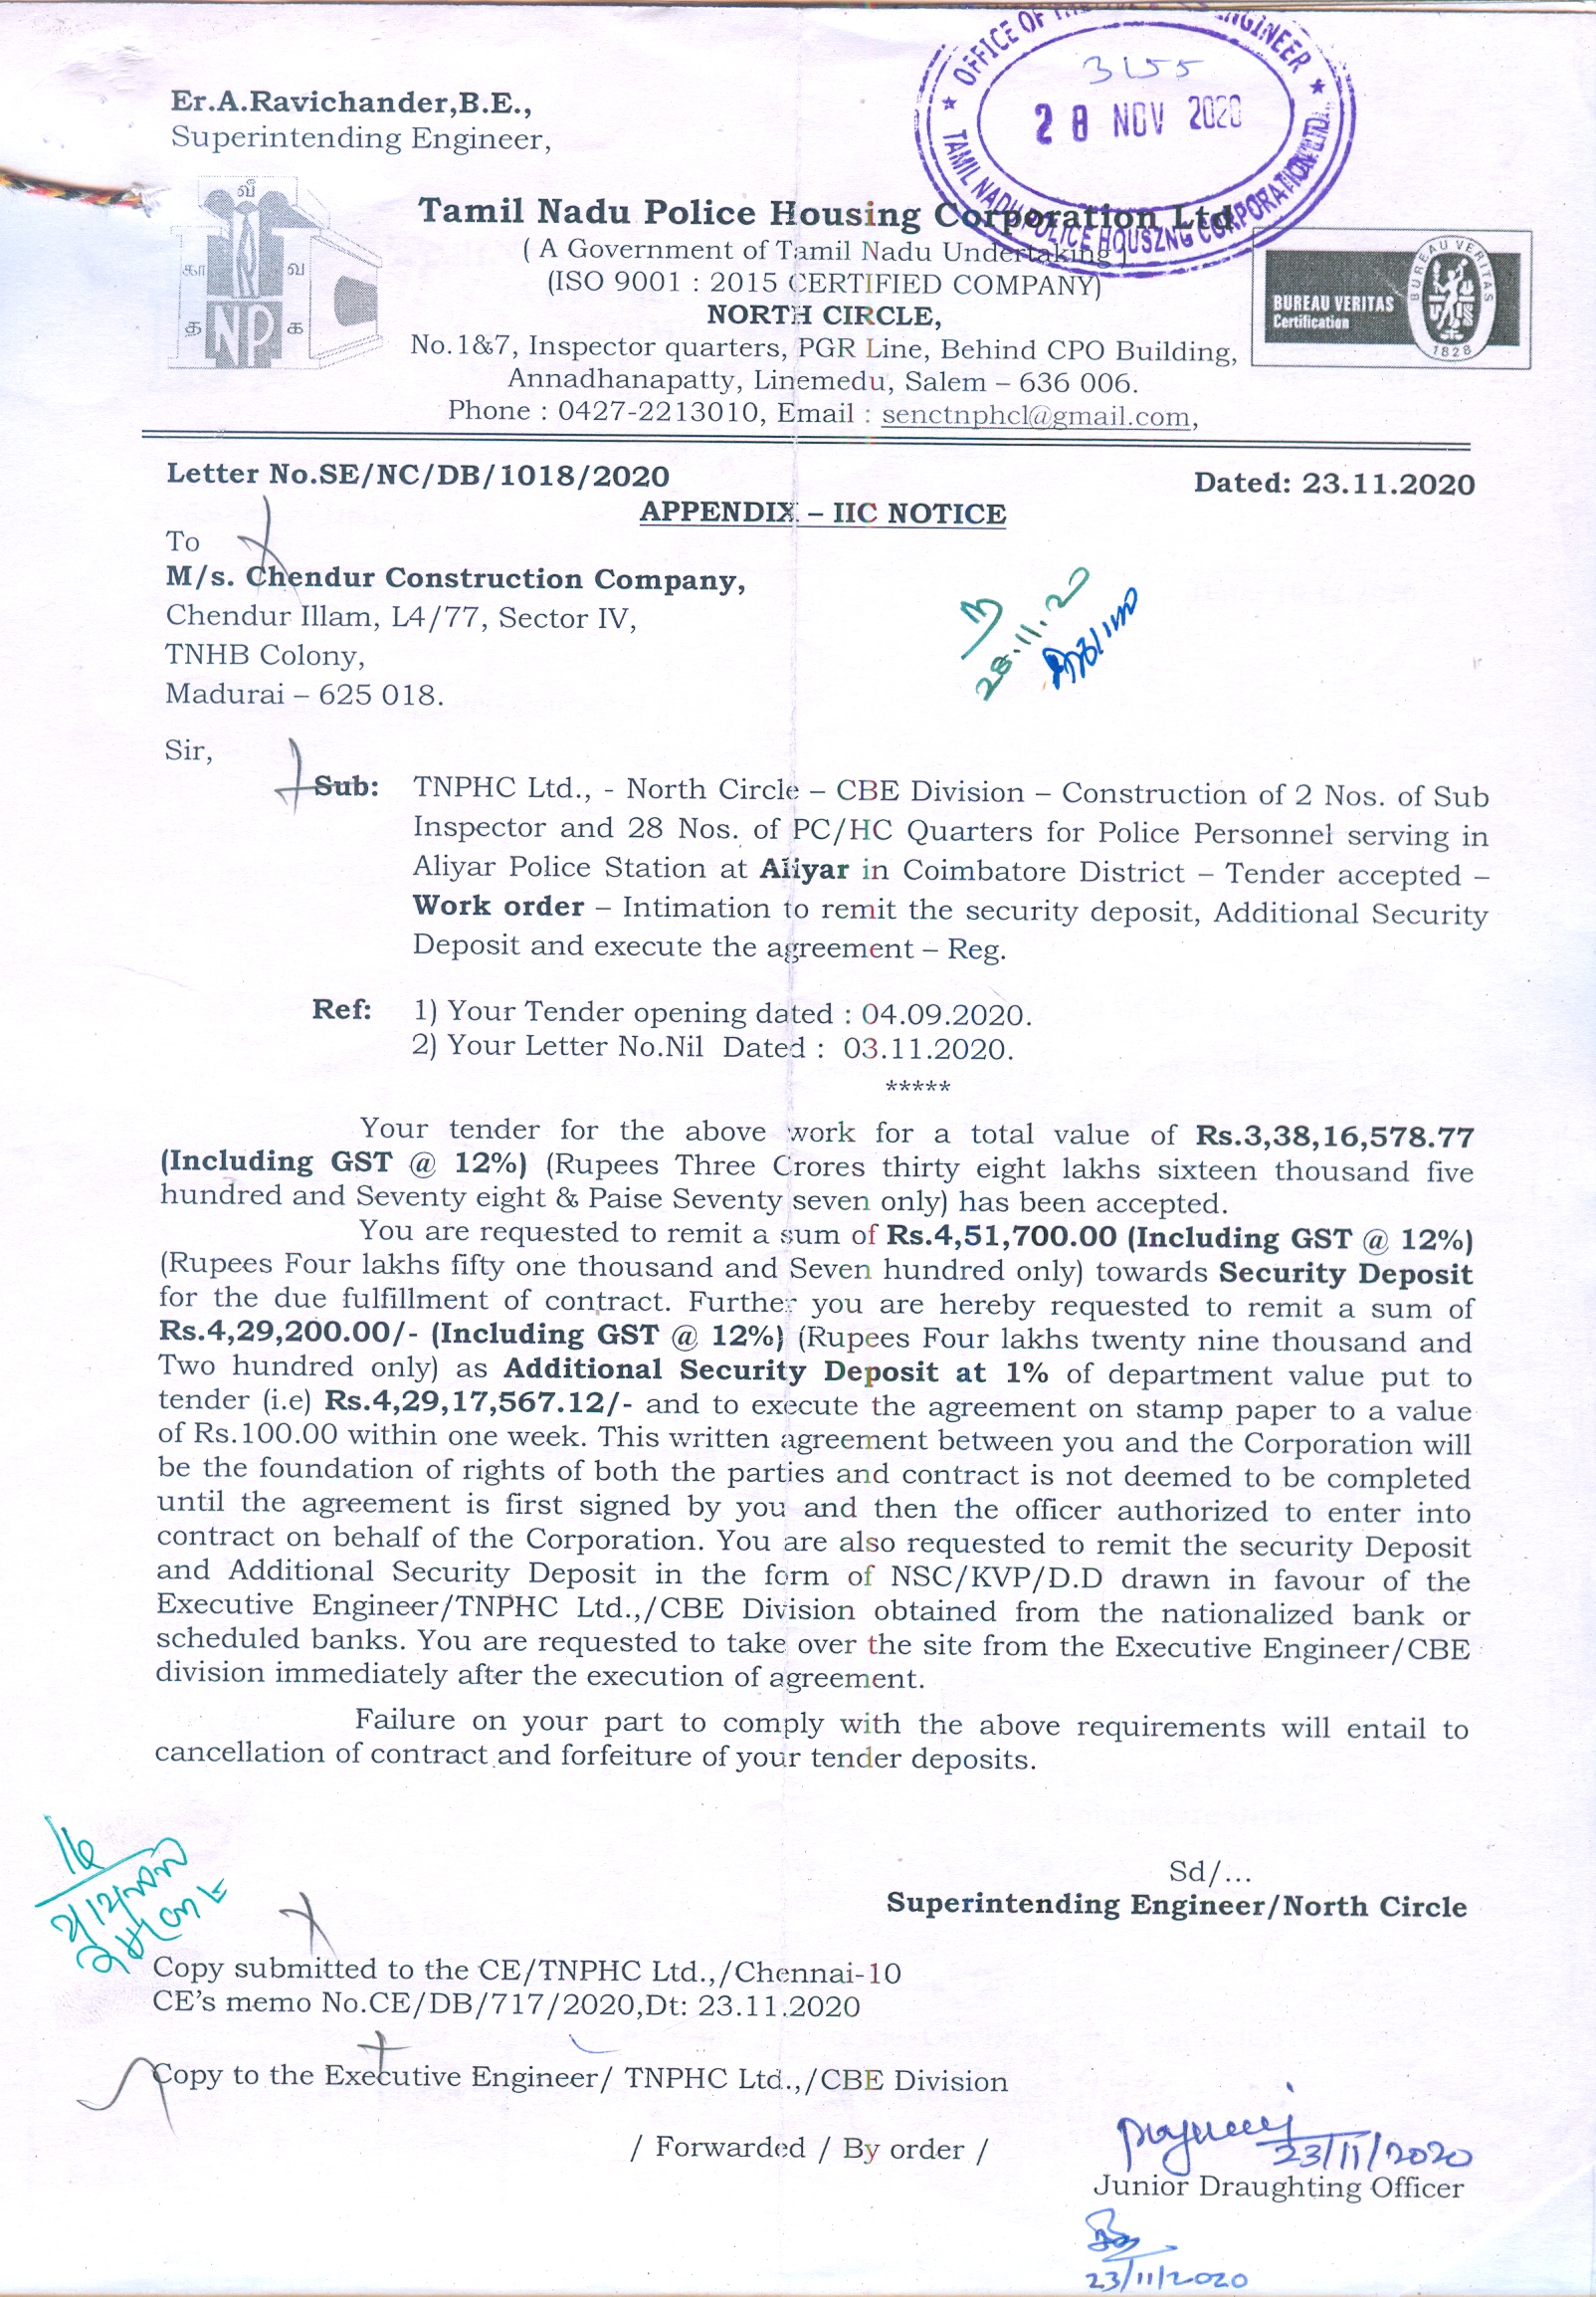 OFFICE OF ENGINEER
TAMIL NADU POLICE HOUSZNG CORPORATION LTD.
3155
28 NOV 2020
Er.A.Ravichander,B.E.,
Superintending Engineer,
வீ
கா வ
த க
NP
Tamil Nadu Police Housing Corporation Ltd
( A Government of Tamil Nadu Undertaking )
(ISO 9001 : 2015 CERTIFIED COMPANY)
NORTH CIRCLE,
No.1&7, Inspector quarters, PGR Line, Behind CPO Building,
Annadhanapatty, Linemedu, Salem – 636 006.
Phone : 0427-2213010, Email : senctnphcl@gmail.com,
BUREAU VERITAS
Certification
BUREAU VERITAS
1828
Letter No.SE/NC/DB/1018/2020 Dated: 23.11.2020
APPENDIX – IIC NOTICE
To
M/s. Chendur Construction Company,
Chendur Illam, L4/77, Sector IV,
TNHB Colony,
Madurai – 625 018.
28.11.20
Sir,
Sub: TNPHC Ltd., - North Circle – CBE Division – Construction of 2 Nos. of Sub
Inspector and 28 Nos. of PC/HC Quarters for Police Personnel serving in
Aliyar Police Station at Aliyar in Coimbatore District – Tender accepted –
Work order – Intimation to remit the security deposit, Additional Security
Deposit and execute the agreement – Reg.
Ref: 1) Your Tender opening dated : 04.09.2020.
2) Your Letter No.Nil Dated : 03.11.2020.
*****
Your tender for the above work for a total value of Rs.3,38,16,578.77
(Including GST @ 12%) (Rupees Three Crores thirty eight lakhs sixteen thousand five
hundred and Seventy eight & Paise Seventy seven only) has been accepted.
You are requested to remit a sum of Rs.4,51,700.00 (Including GST @ 12%)
(Rupees Four lakhs fifty one thousand and Seven hundred only) towards Security Deposit
for the due fulfillment of contract. Further you are hereby requested to remit a sum of
Rs.4,29,200.00/- (Including GST @ 12%) (Rupees Four lakhs twenty nine thousand and
Two hundred only) as Additional Security Deposit at 1% of department value put to
tender (i.e) Rs.4,29,17,567.12/- and to execute the agreement on stamp paper to a value
of Rs.100.00 within one week. This written agreement between you and the Corporation will
be the foundation of rights of both the parties and contract is not deemed to be completed
until the agreement is first signed by you and then the officer authorized to enter into
contract on behalf of the Corporation. You are also requested to remit the security Deposit
and Additional Security Deposit in the form of NSC/KVP/D.D drawn in favour of the
Executive Engineer/TNPHC Ltd.,/CBE Division obtained from the nationalized bank or
scheduled banks. You are requested to take over the site from the Executive Engineer/CBE
division immediately after the execution of agreement.
Failure on your part to comply with the above requirements will entail to
cancellation of contract and forfeiture of your tender deposits.
Sd/...
Superintending Engineer/North Circle
Copy submitted to the CE/TNPHC Ltd.,/Chennai-10
CE's memo No.CE/DB/717/2020,Dt: 23.11.2020
Copy to the Executive Engineer/ TNPHC Ltd.,/CBE Division
/ Forwarded / By order /
23/11/2020
Junior Draughting Officer
23/11/2020